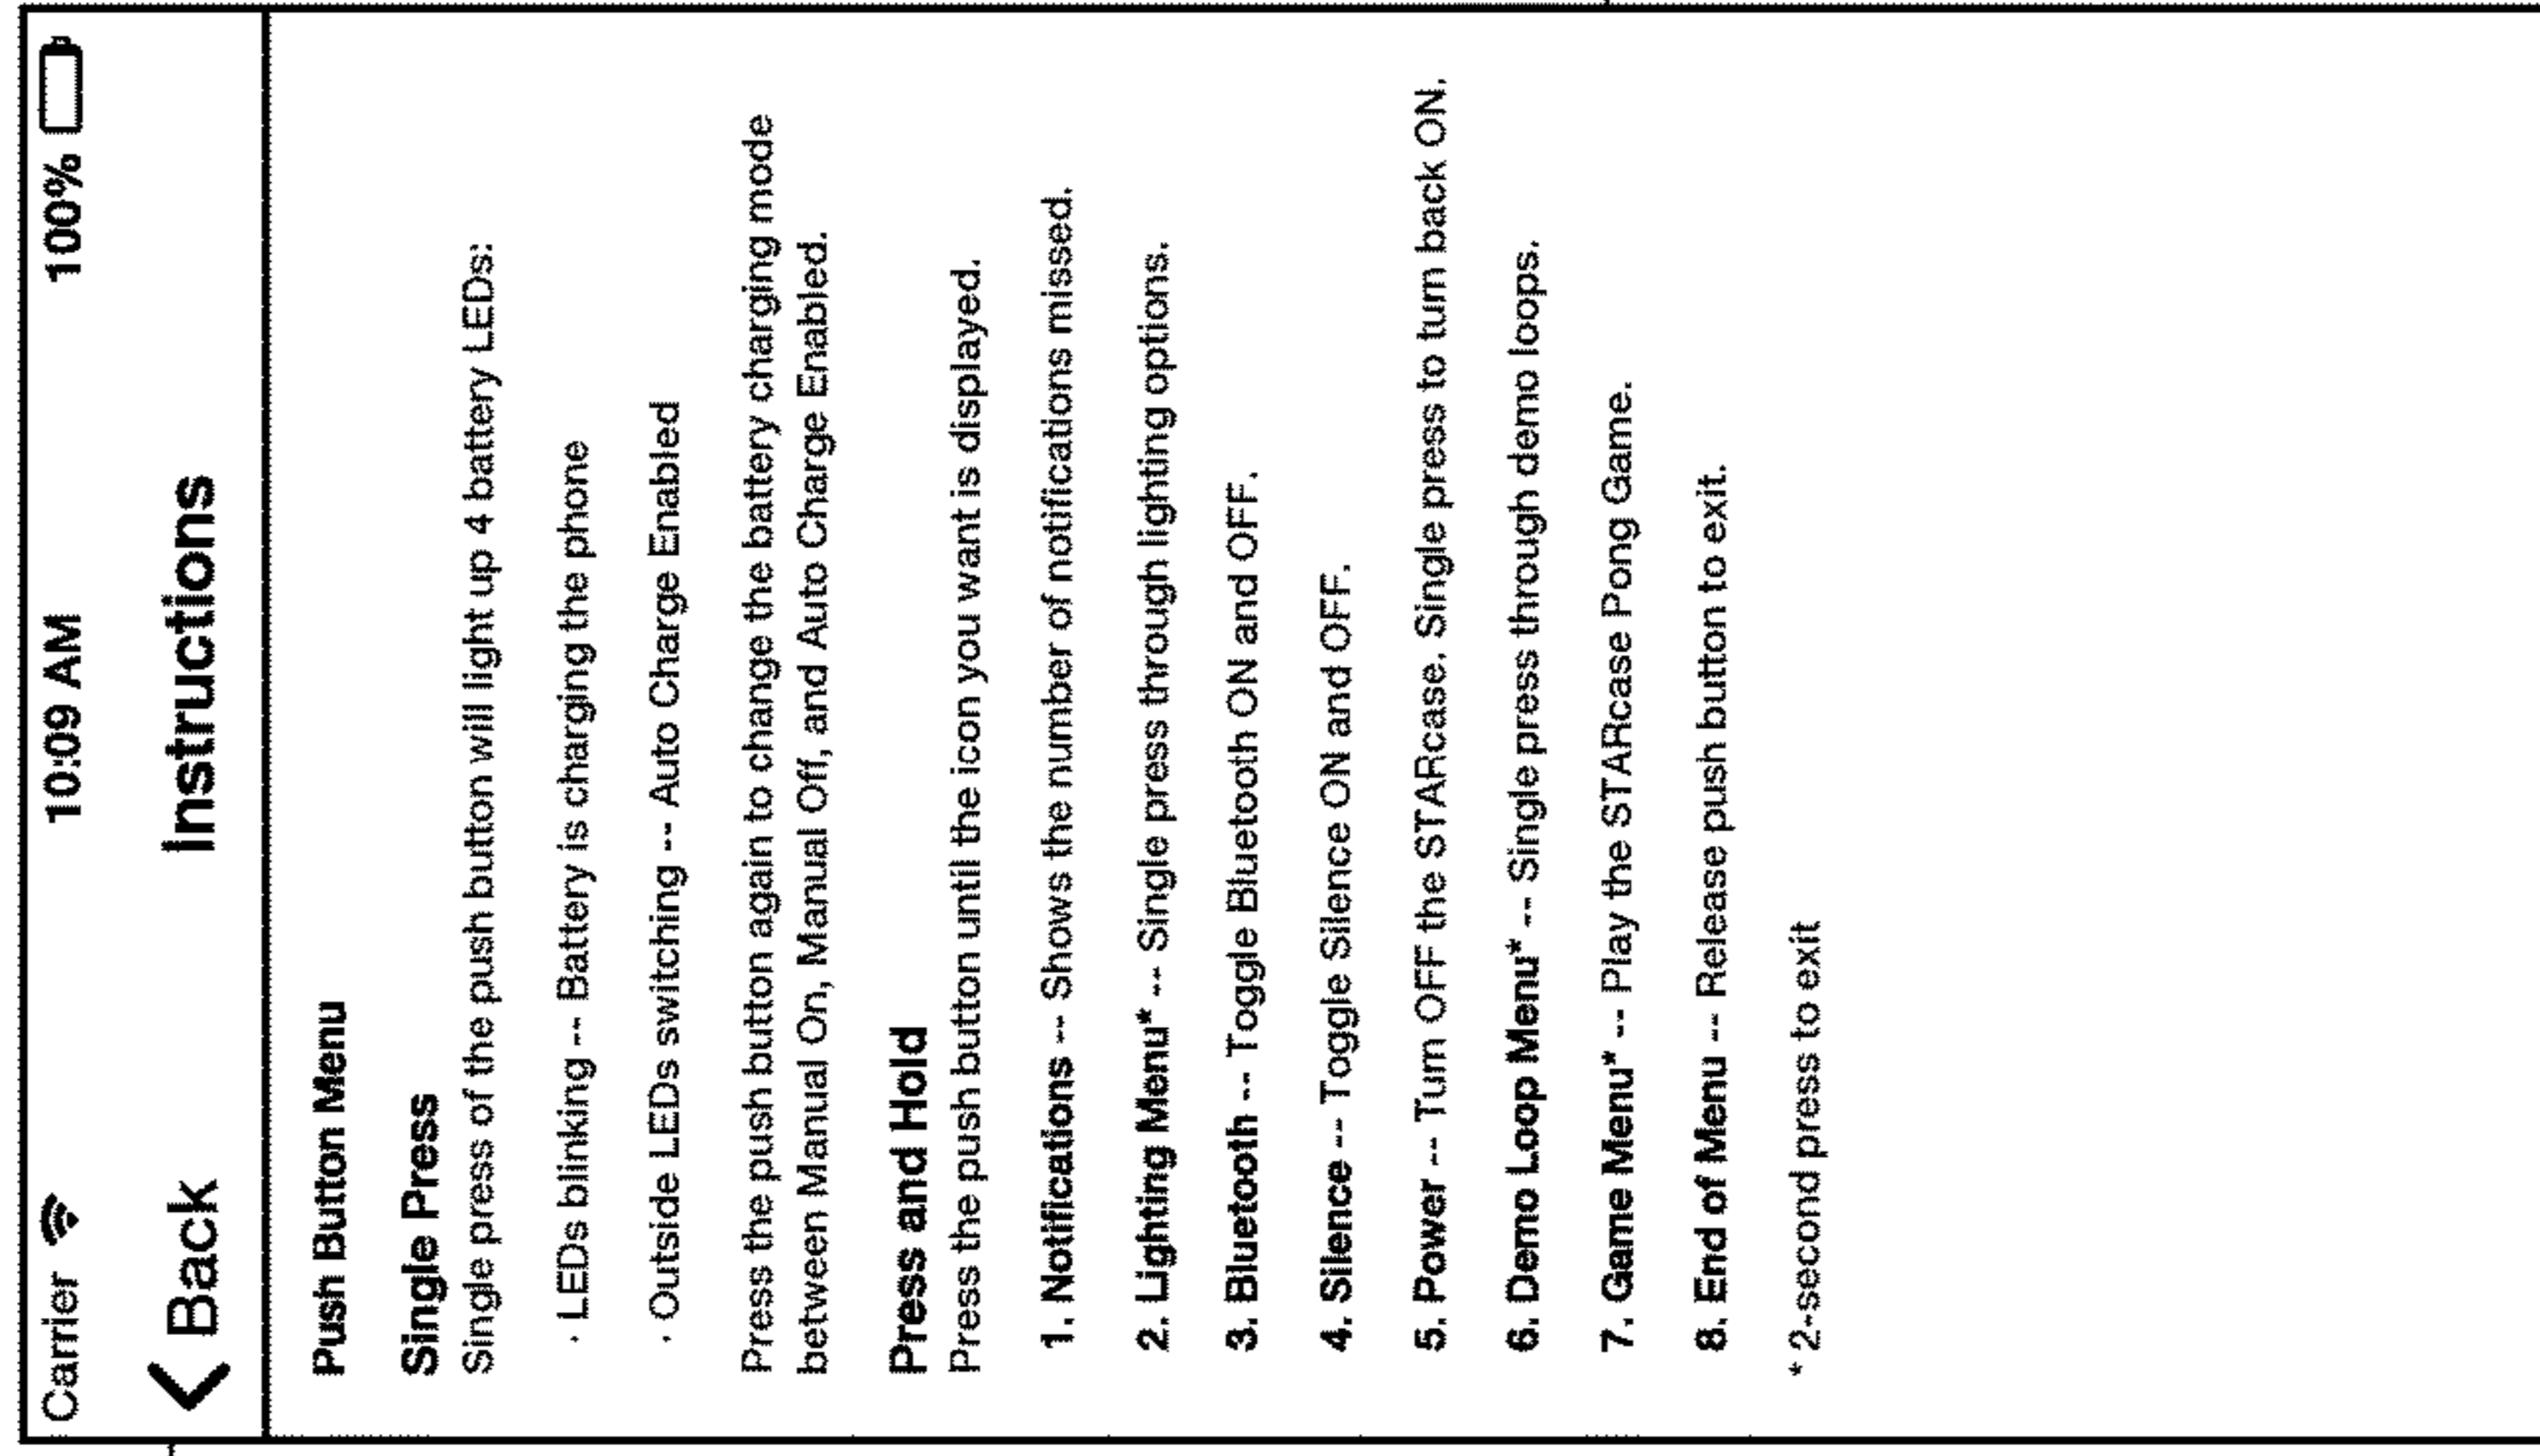 Carrier 10:09 AM 100%
Back Instructions
Push Button Menu
Single Press
Single press of the push button will light up 4 battery LEDs:
· LEDs blinking -- Battery is charging the phone
· Outside LEDs switching -- Auto Charge Enabled
Press the push button again to change the battery charging mode
between Manual On, Manual Off, and Auto Charge Enabled.
Press and Hold
Press the push button until the icon you want is displayed.
1. Notifications -- Shows the number of notifications missed.
2. Lighting Menu* -- Single press through lighting options.
3. Bluetooth -- Toggle Bluetooth ON and OFF.
4. Silence -- Toggle Silence ON and OFF.
5. Power -- Turn OFF the STARcase. Single press to turn back ON.
6. Demo Loop Menu* -- Single press through demo loops.
7. Game Menu* -- Play the STARcase Pong Game.
8. End of Menu -- Release push button to exit.
* 2-second press to exit